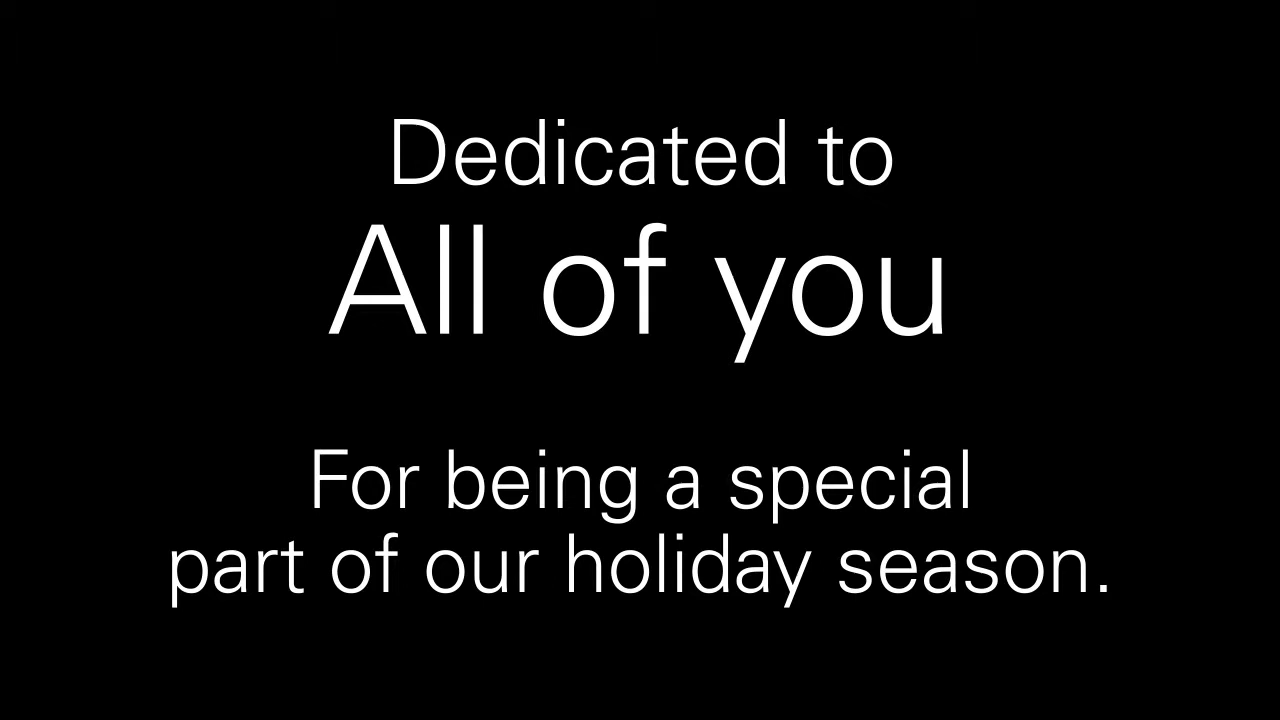 Dedicated to
All of you
For being a special
part of our holiday season.